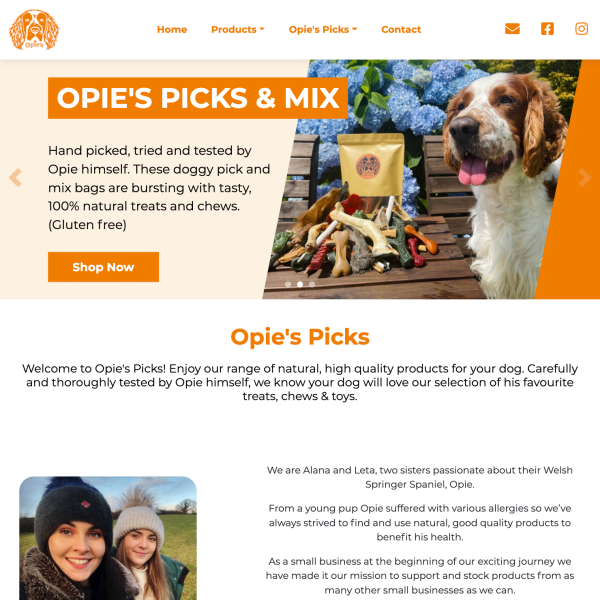 Opie's
Home
Products
Opie's Picks
Contact
OPIE'S PICKS & MIX
Hand picked, tried and tested by
Opie himself. These doggy pick and
mix bags are bursting with tasty,
100% natural treats and chews.
(Gluten free)
Shop Now
Opie's Picks
Welcome to Opie's Picks! Enjoy our range of natural, high quality products for your dog. Carefully
and thoroughly tested by Opie himself, we know your dog will love our selection of his favourite
treats, chews & toys.
We are Alana and Leta, two sisters passionate about their Welsh
Springer Spaniel, Opie.
From a young pup Opie suffered with various allergies so we've
always strived to find and use natural, good quality products to
benefit his health.
As a small business at the beginning of our exciting journey we
have made it our mission to support and stock products from as
many other small businesses as we can.